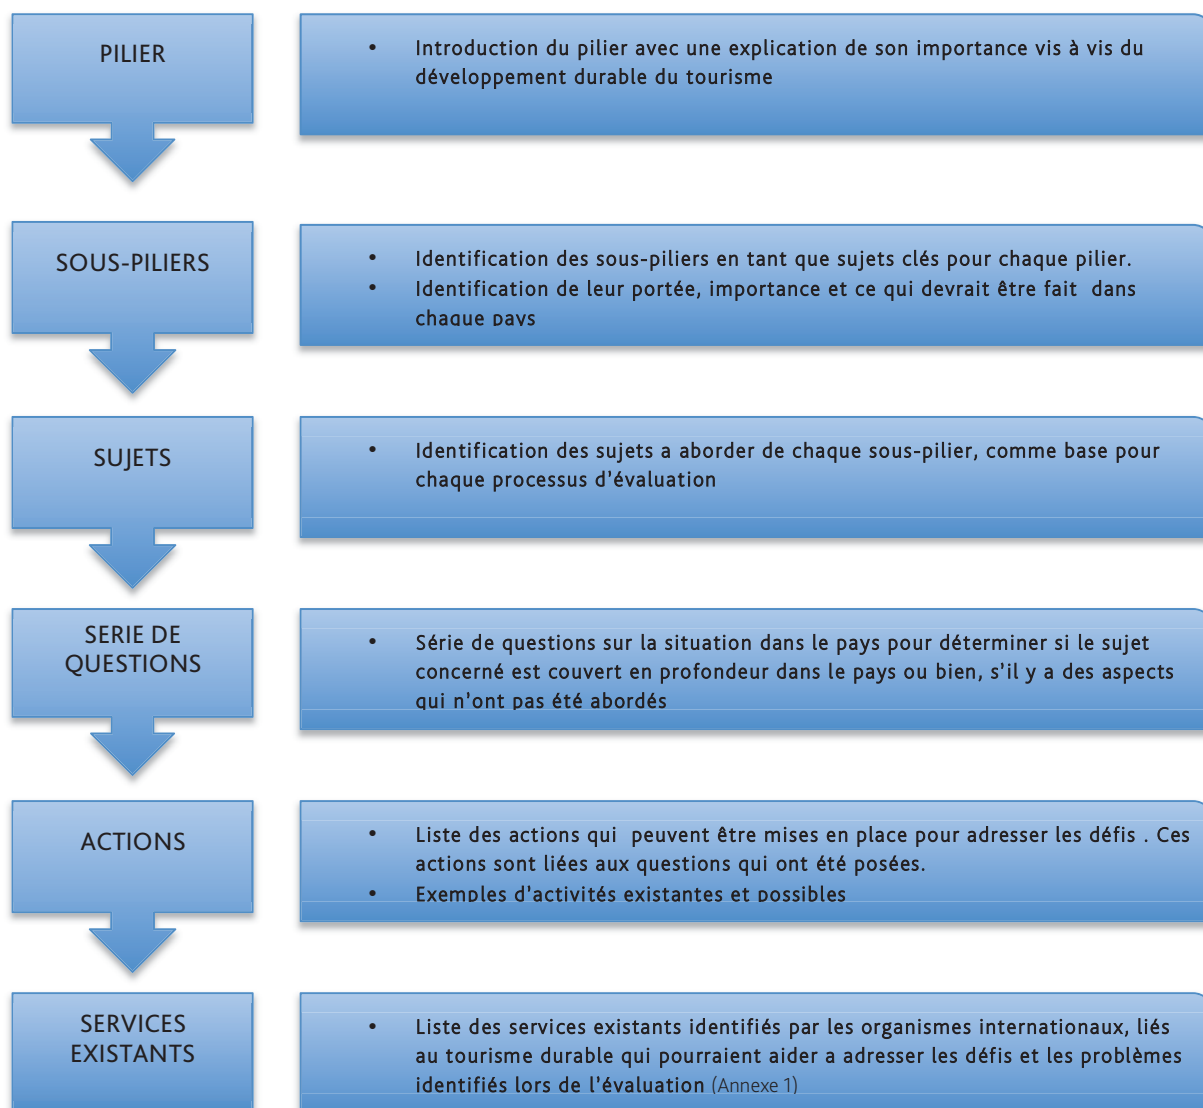 PILIER
• Introduction du pilier avec une explication de son importance vis à vis du
développement durable du tourisme
SOUS-PILIERS
• Identification des sous-piliers en tant que sujets clés pour chaque pilier.
• Identification de leur portée, importance et ce qui devrait être fait dans
chaque pays
SUJETS
• Identification des sujets a aborder de chaque sous-pilier, comme base pour
chaque processus d’évaluation
SERIE DE
QUESTIONS
• Série de questions sur la situation dans le pays pour déterminer si le sujet
concerné est couvert en profondeur dans le pays ou bien, s’il y a des aspects
qui n’ont pas été abordés
ACTIONS
• Liste des actions qui peuvent être mises en place pour adresser les défis . Ces
actions sont liées aux questions qui ont été posées.
• Exemples d’activités existantes et possibles
SERVICES
EXISTANTS
• Liste des services existants identifiés par les organismes internationaux, liés
au tourisme durable qui pourraient aider a adresser les défis et les problèmes
identifiés lors de l’évaluation (Annexe 1)